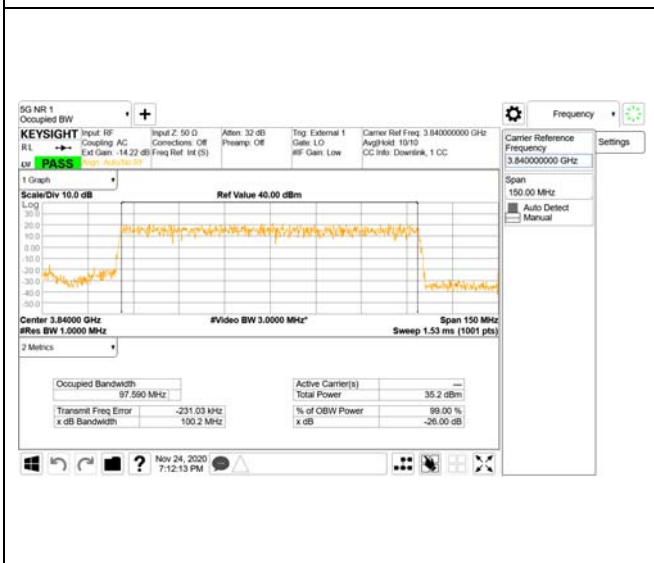 5G NR 1
Occupied BW
+
Frequency
KEYSIGHT Input: RF Input Z: 50 Ω Atten: 32 dB Trig: External 1 Carrier Ref Freq: 3.840000000 GHz
RL Coupling: AC Corrections: Off Preamp: Off Gate: LO Avg|Hold: 10/10
Ext Gain: -14.22 dB Freq Ref: Int (S) #IF Gain: Low CC Info: Downlink, 1 CC
PASS Align: Auto/No RF
Carrier Reference
Frequency
3.840000000 GHz
Settings
Span
150.00 MHz
Auto Detect
Manual
1 Graph
Scale/Div 10.0 dB Ref Value 40.00 dBm
Log
30.0
20.0
10.0
0.00
-10.0
-20.0
-30.0
-40.0
-50.0
Center 3.84000 GHz #Video BW 3.0000 MHz* Span 150 MHz
#Res BW 1.0000 MHz Sweep 1.53 ms (1001 pts)
2 Metrics
Occupied Bandwidth
97.590 MHz
Transmit Freq Error -231.03 kHz
x dB Bandwidth 100.2 MHz
Active Carrier(s) ---
Total Power 35.2 dBm
% of OBW Power 99.00 %
x dB -26.00 dB
? Nov 24, 2020
7:12:13 PM